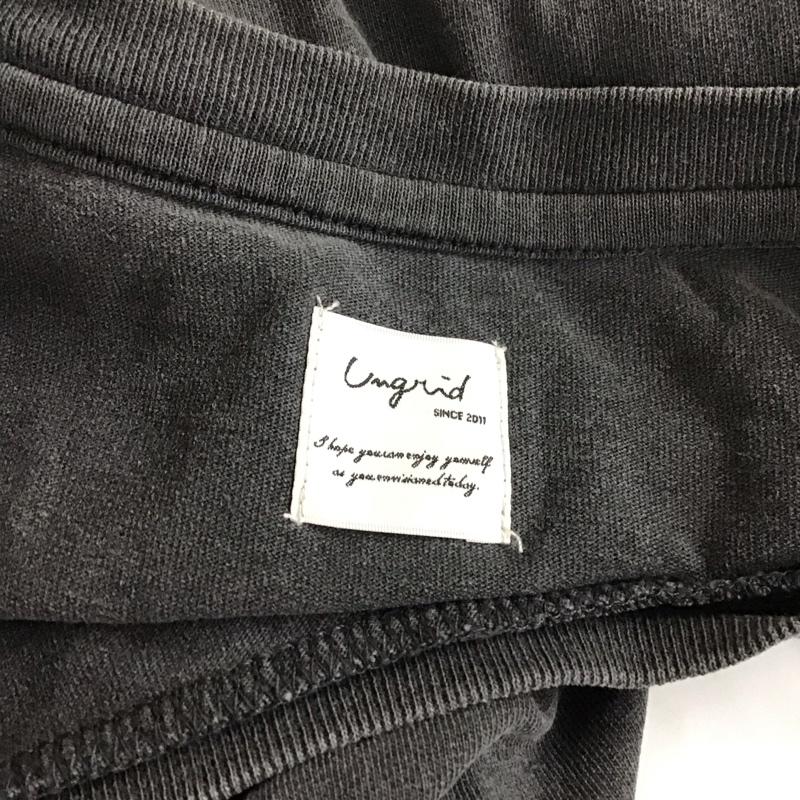 Ungrid
SINCE 2011
I hope you can enjoy yourself
as you envisioned today.